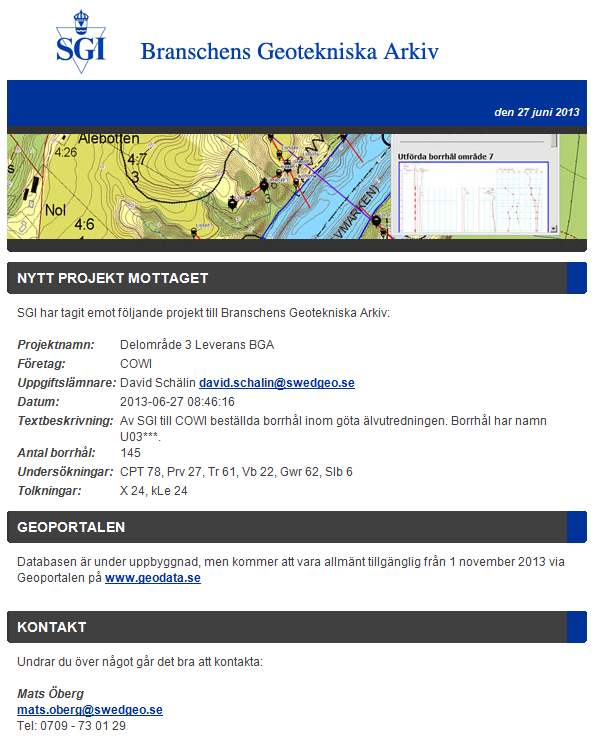 SGI
Branschens Geotekniska Arkiv
den 27 juni 2013
Alebotten
4:26
4:7
3
Nol
4:6
3
VMARKEN)
Utförda borrhål område 7
NYTT PROJEKT MOTTAGET
SGI har tagit emot följande projekt till Branschens Geotekniska Arkiv:
Projektnamn: Delområde 3 Leverans BGA
Företag: COWI
Uppgiftslämnare: David Schälin david.schalin@swedgeo.se
Datum: 2013-06-27 08:46:16
Textbeskrivning: Av SGI till COWI beställda borrhål inom göta älvutredningen. Borrhål har namn
U03***.
Antal borrhål: 145
Undersökningar: CPT 78, Prv 27, Tr 61, Vb 22, Gwr 62, Slb 6
Tolkningar: X 24, kLe 24
GEOPORTALEN
Databasen är under uppbyggnad, men kommer att vara allmänt tillgänglig från 1 november 2013 via
Geoportalen på www.geodata.se
KONTAKT
Undrar du över något går det bra att kontakta:
Mats Öberg
mats.oberg@swedgeo.se
Tel: 0709 - 73 01 29